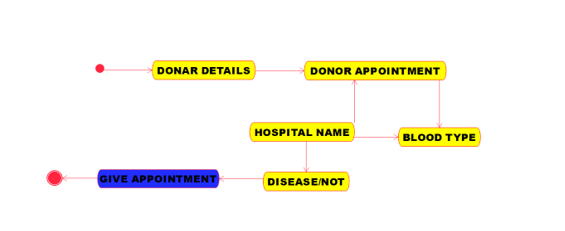 DONAR DETAILS
DONOR APPOINTMENT
HOSPITAL NAME
BLOOD TYPE
GIVE APPOINTMENT
DISEASE/NOT